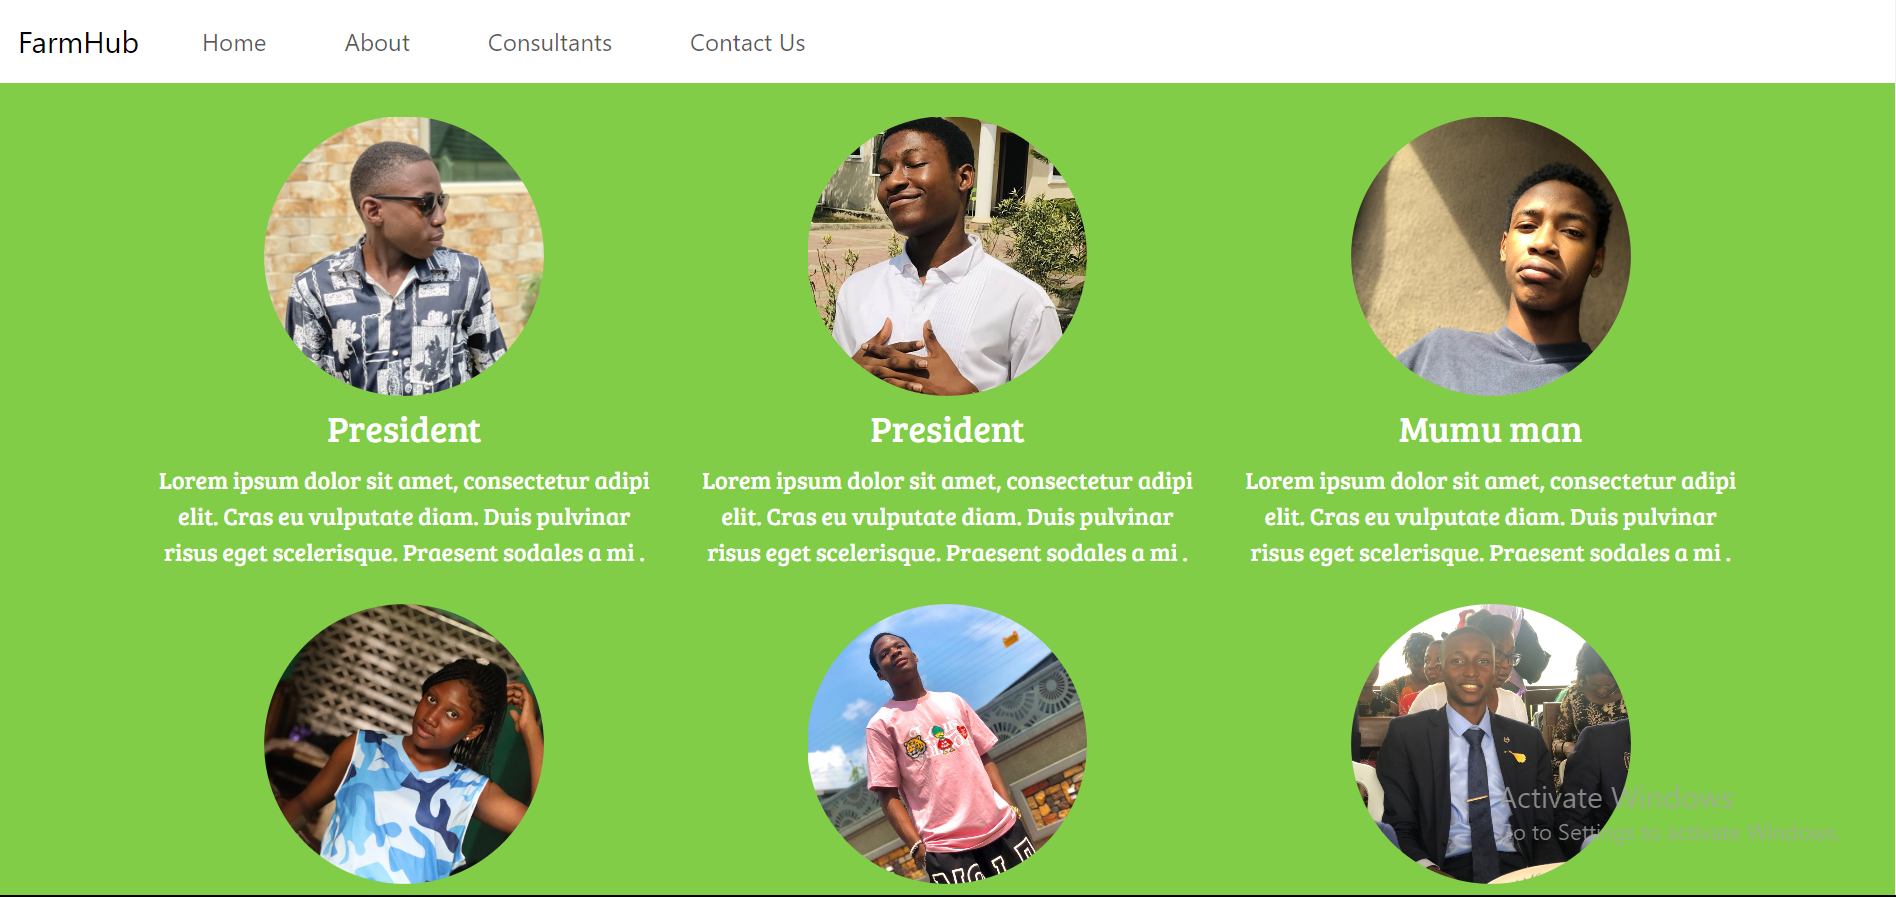 FarmHub Home About Consultants Contact Us
President
Lorem ipsum dolor sit amet, consectetur adipi
elit. Cras eu vulputate diam. Duis pulvinar
risus eget scelerisque. Praesent sodales a mi .
President
Lorem ipsum dolor sit amet, consectetur adipi
elit. Cras eu vulputate diam. Duis pulvinar
risus eget scelerisque. Praesent sodales a mi .
Mumu man
Lorem ipsum dolor sit amet, consectetur adipi
elit. Cras eu vulputate diam. Duis pulvinar
risus eget scelerisque. Praesent sodales a mi .
Activate Windows
Go to Settings to activate Windows.